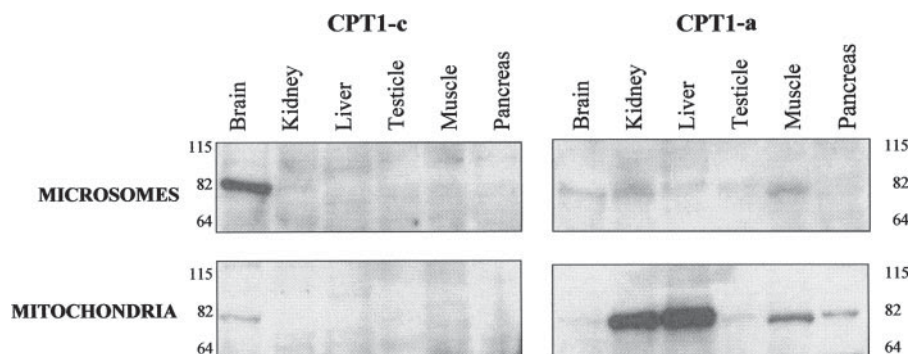 CPT1-c CPT1-a
Brain Kidney Liver Testicle Muscle Pancreas Brain Kidney Liver Testicle Muscle Pancreas
115 115
MICROSOMES 82 82
64 64
115 115
MITOCHONDRIA 82 82
64 64